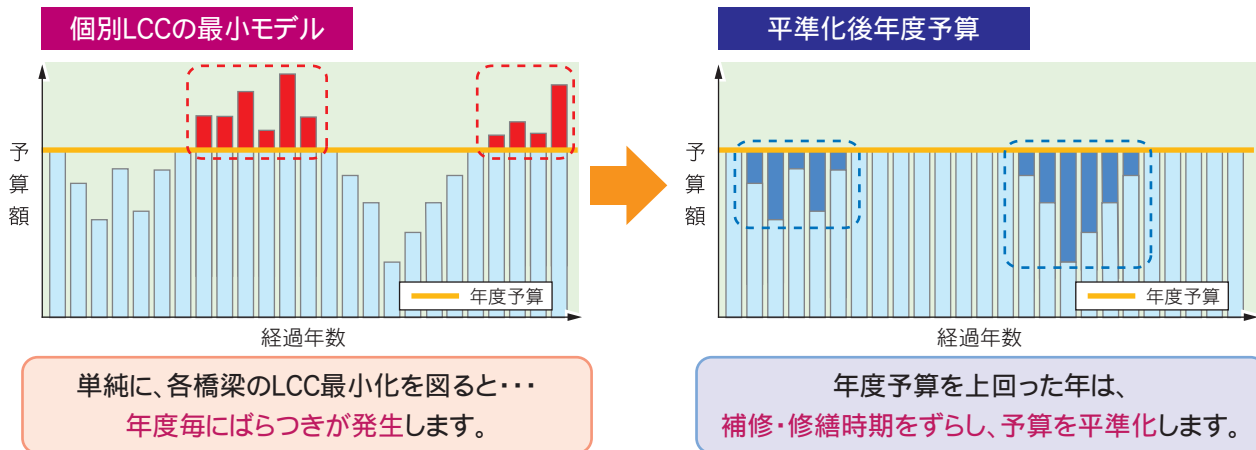 個別LCCの最小モデル
予算額
年度予算
経過年数
単純に、各橋梁のLCC最小化を図ると・・・
年度毎にばらつきが発生します。
平準化後年度予算
予算額
年度予算
経過年数
年度予算を上回った年は、
補修・修繕時期をずらし、予算を平準化します。